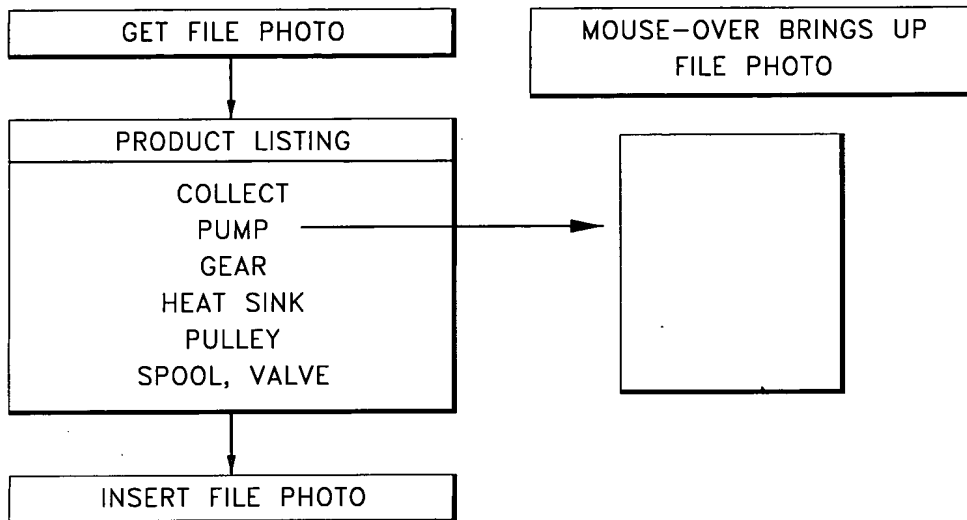 GET FILE PHOTO
MOUSE-OVER BRINGS UP
FILE PHOTO
PRODUCT LISTING
COLLECT
PUMP
GEAR
HEAT SINK
PULLEY
SPOOL, VALVE
INSERT FILE PHOTO